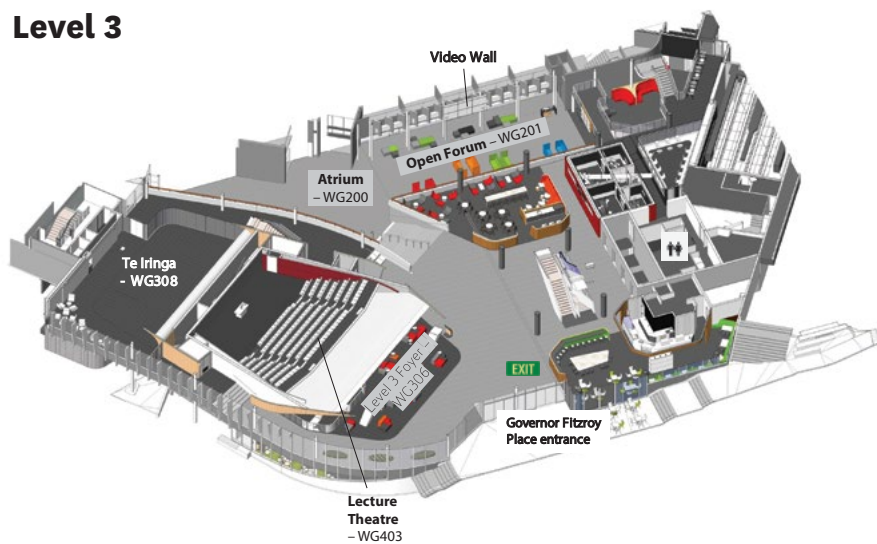 Level 3
Video Wall
Open Forum – WG201
Atrium
– WG200
Te Iringa
- WG308
Level 3 Foyer –
WG306
EXIT
Governor Fitzroy
Place entrance
Lecture
Theatre
– WG403